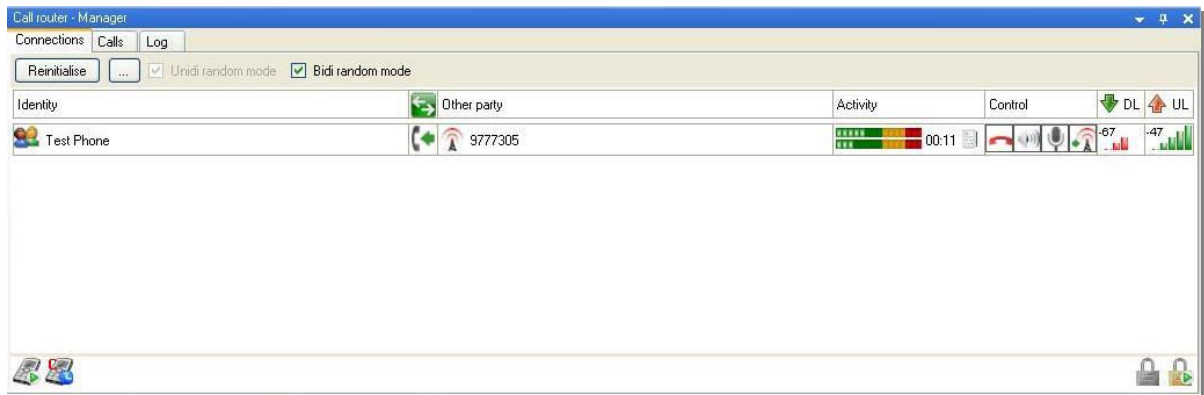 Call router - Manager
Connections Calls Log
Reinitialise ... Unidi random mode Bidi random mode
Identity Other party Activity Control DL UL
Test Phone 9777305 00:11 -67 -47